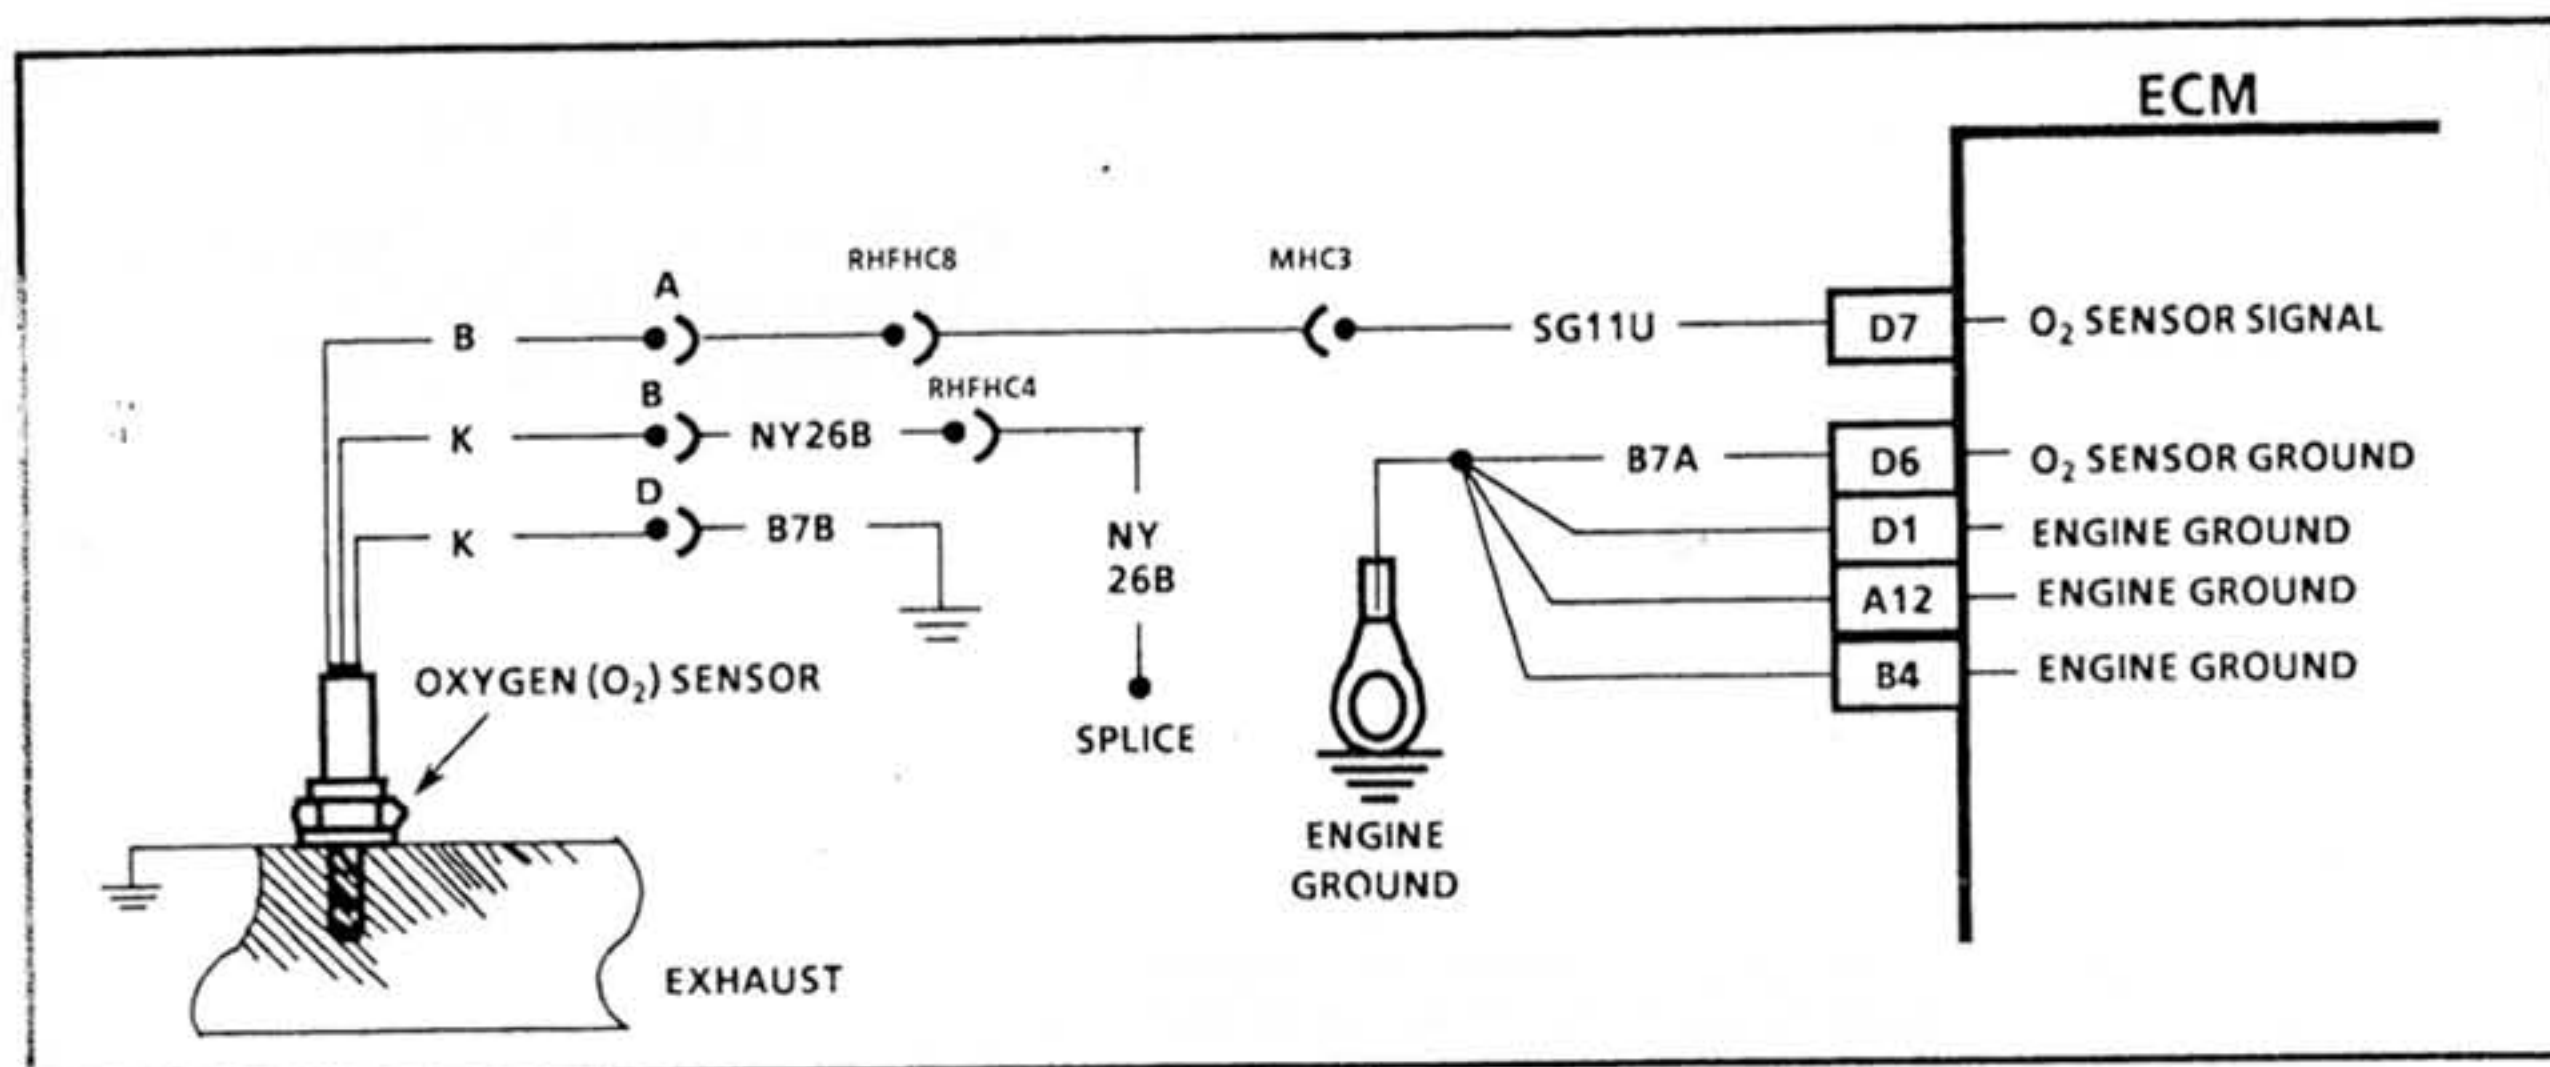 ECM
RHFHC8
MHC3
A
B
SG11U
D7
O₂ SENSOR SIGNAL
B
RHFHC4
K
NY26B
B7A
D6
O₂ SENSOR GROUND
D
K
B7B
NY
26B
D1
ENGINE GROUND
A12
ENGINE GROUND
B4
ENGINE GROUND
OXYGEN (O₂) SENSOR
SPLICE
ENGINE
GROUND
EXHAUST